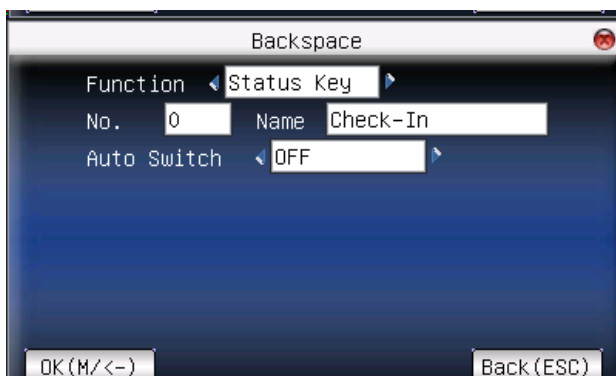 Backspace
Function Status Key
No. 0 Name Check-In
Auto Switch OFF
OK(M/<-) Back(ESC)